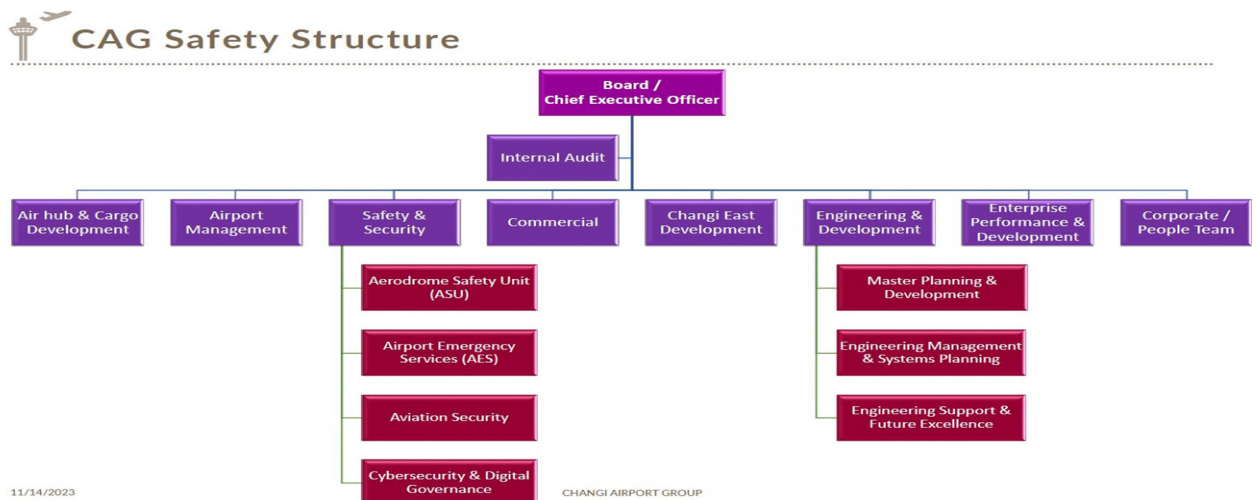 CAG Safety Structure
Board /
Chief Executive Officer
Internal Audit
Air hub & Cargo
Development
Airport
Management
Safety &
Security
Commercial
Changi East
Development
Engineering &
Development
Enterprise
Performance &
Development
Corporate /
People Team
Aerodrome Safety Unit
(ASU)
Airport Emergency
Services (AES)
Aviation Security
Cybersecurity & Digital
Governance
Master Planning &
Development
Engineering Management
& Systems Planning
Engineering Support &
Future Excellence
11/14/2023
CHANGI AIRPORT GROUP